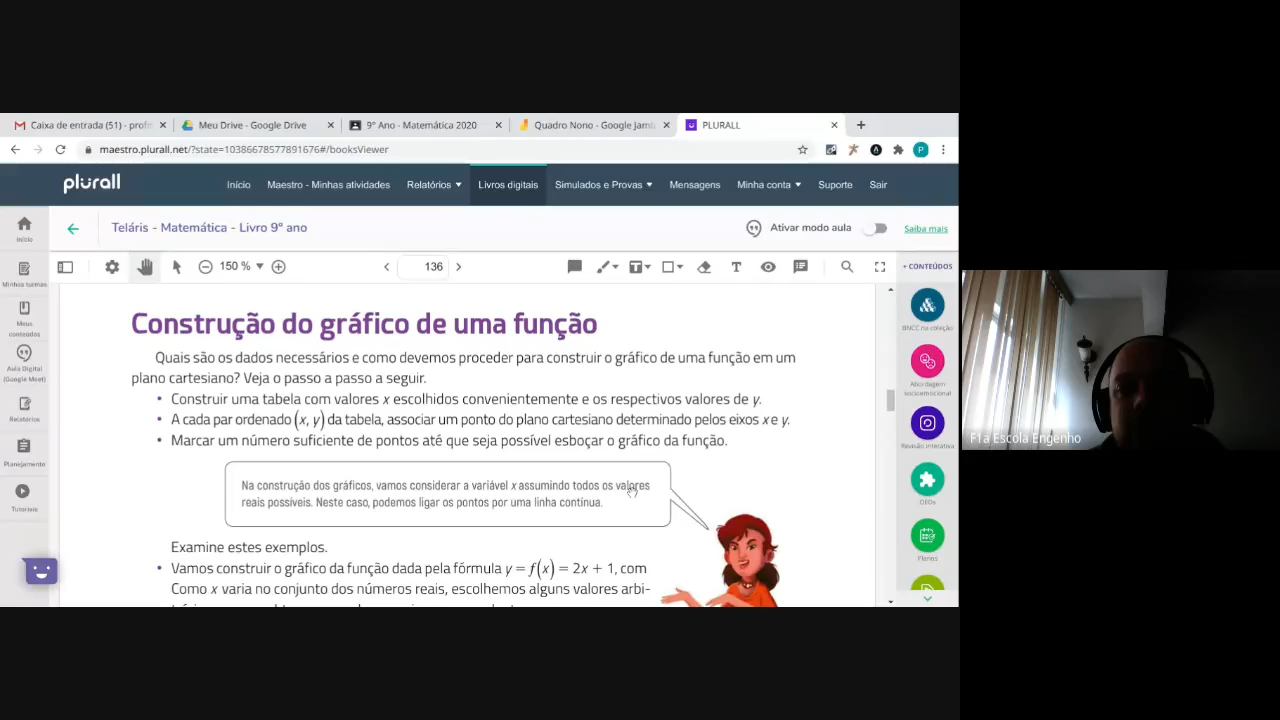 Caixa de entrada (51) - profm
Meu Drive - Google Drive
9º Ano - Matemática 2020
Quadro Nono - Google Jamb
PLURALL
maestro.plurall.net/?state=10386678577891676#/booksViewer
plurall
Início
Maestro - Minhas atividades
Relatórios
Livros digitais
Simulados e Provas
Mensagens
Minha conta
Suporte
Sair
Início
Minhas turmas
Meus conteúdos
Aula Digital (Google Meet)
Relatórios
Planejamento
Tutoriais
Teláris - Matemática - Livro 9º ano
Ativar modo aula
Saiba mais
150 %
136
+ CONTEÚDOS
BNCC na coleção
Abordagem socioemocional
Revisão interativa
OEDs
Planos
Construção do gráfico de uma função
Quais são os dados necessários e como devemos proceder para construir o gráfico de uma função em um
plano cartesiano? Veja o passo a passo a seguir.
• Construir uma tabela com valores x escolhidos convenientemente e os respectivos valores de y.
• A cada par ordenado (x, y) da tabela, associar um ponto do plano cartesiano determinado pelos eixos x e y.
• Marcar um número suficiente de pontos até que seja possível esboçar o gráfico da função.
Na construção dos gráficos, vamos considerar a variável x assumindo todos os valores
reais possíveis. Neste caso, podemos ligar os pontos por uma linha contínua.
Examine estes exemplos.
• Vamos construir o gráfico da função dada pela fórmula y = f(x) = 2x + 1, com
Como x varia no conjunto dos números reais, escolhemos alguns valores arbi-
F1a Escola Engenho